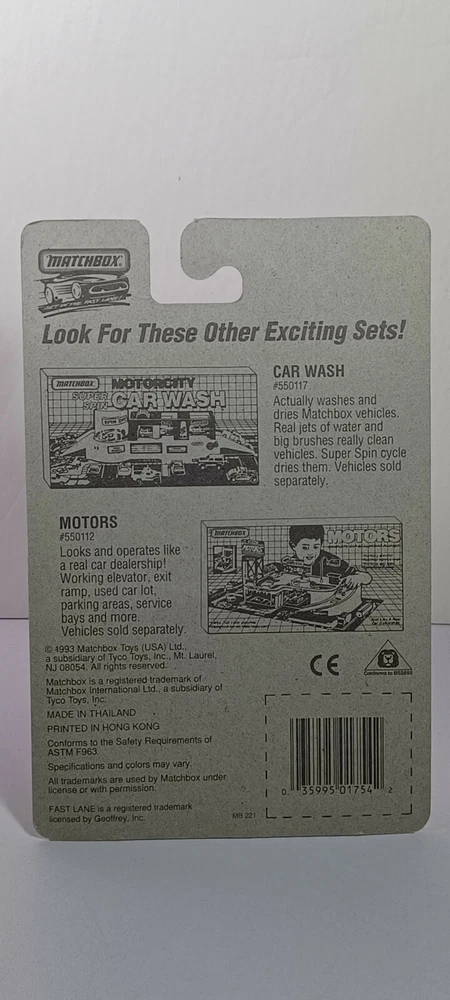 MATCHBOX®
GET IN THE FAST LANE!
Look For These Other Exciting Sets!
MATCHBOX
MOTORCITY
SUPER SPIN CAR WASH
CAR WASH
#550117
Actually washes and
dries Matchbox vehicles.
Real jets of water and
big brushes really clean
vehicles. Super Spin cycle
dries them. Vehicles sold
separately.
MOTORS
#550112
Looks and operates like
a real car dealership!
Working elevator, exit
ramp, used car lot,
parking areas, service
bays and more.
Vehicles sold separately.
MATCHBOX
MOTORS
© 1993 Matchbox Toys (USA) Ltd.,
a subsidiary of Tyco Toys, Inc., Mt. Laurel,
NJ 08054. All rights reserved.
Matchbox is a registered trademark of
Matchbox International Ltd., a subsidiary of
Tyco Toys, Inc.
MADE IN THAILAND
PRINTED IN HONG KONG
Conforms to the Safety Requirements of
ASTM F963.
Specifications and colors may vary.
All trademarks are used by Matchbox under
license or with permission.
FAST LANE is a registered trademark
licensed by Geoffrey, Inc.
MB 221
CE
Conforms to BS5665
0 35995 01754 2